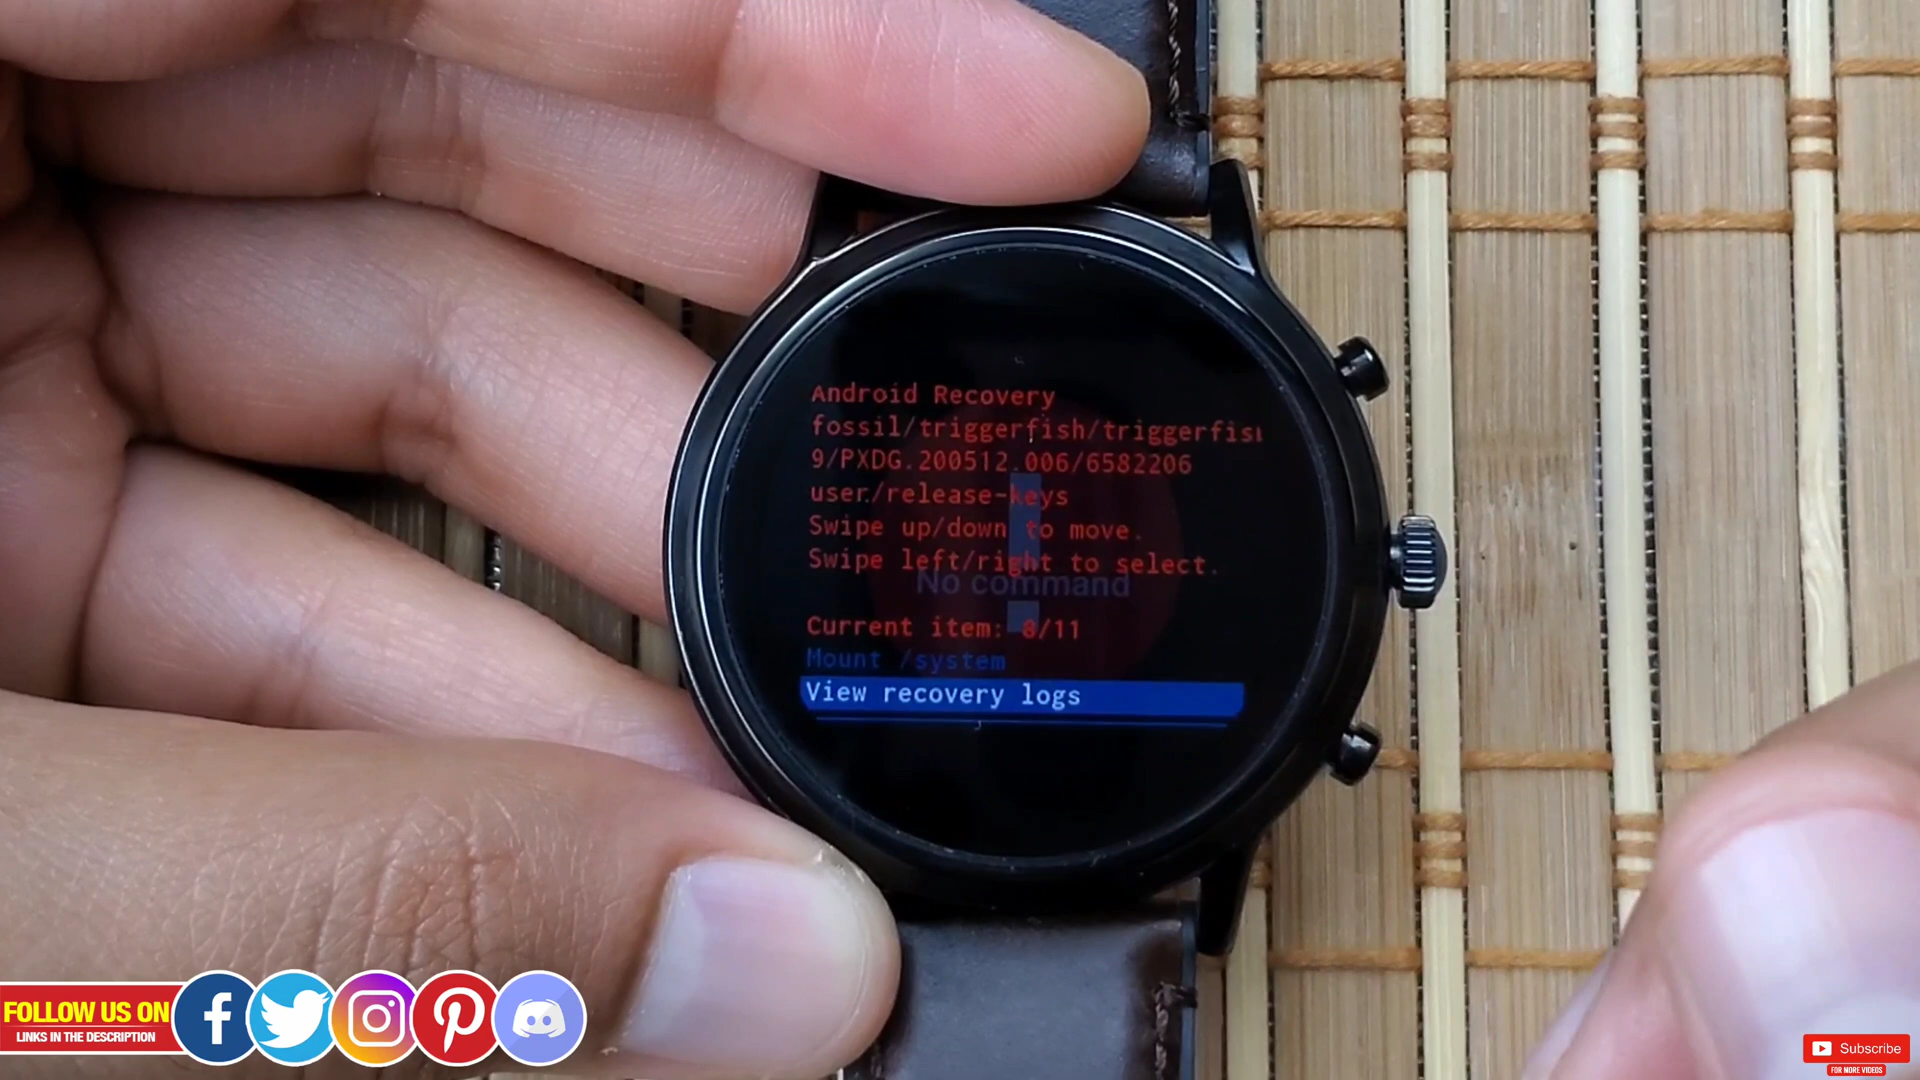 Android Recovery
fossil/triggerfish/triggerfis
9/PXDG.200512.006/6582206
user/release-keys
Swipe up/down to move.
Swipe left/right to select.
No command
Current item: 8/11
Mount /system
View recovery logs
FOLLOW US ON
LINKS IN THE DESCRIPTION
Subscribe
FOR MORE VIDEOS